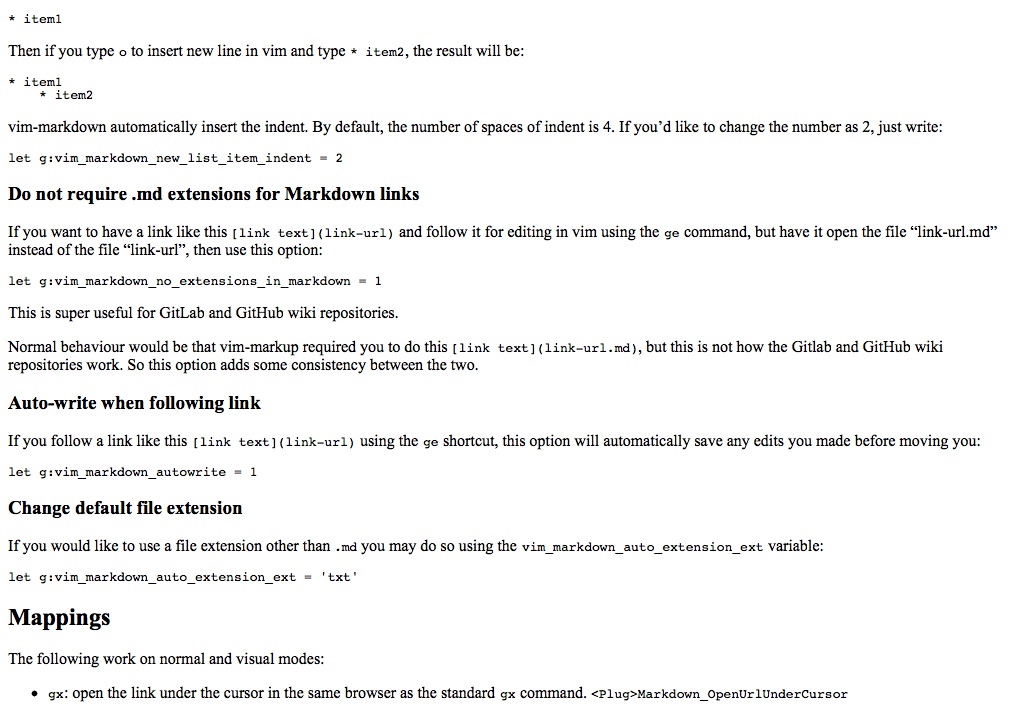 * item1
Then if you type o to insert new line in vim and type * item2, the result will be:
* item1
    * item2
vim-markdown automatically insert the indent. By default, the number of spaces of indent is 4. If you’d like to change the number as 2, just write:
let g:vim_markdown_new_list_item_indent = 2
Do not require .md extensions for Markdown links
If you want to have a link like this [link text](link-url) and follow it for editing in vim using the ge command, but have it open the file “link-url.md”
instead of the file “link-url”, then use this option:
let g:vim_markdown_no_extensions_in_markdown = 1
This is super useful for GitLab and GitHub wiki repositories.
Normal behaviour would be that vim-markup required you to do this [link text](link-url.md), but this is not how the Gitlab and GitHub wiki
repositories work. So this option adds some consistency between the two.
Auto-write when following link
If you follow a link like this [link text](link-url) using the ge shortcut, this option will automatically save any edits you made before moving you:
let g:vim_markdown_autowrite = 1
Change default file extension
If you would like to use a file extension other than .md you may do so using the vim_markdown_auto_extension_ext variable:
let g:vim_markdown_auto_extension_ext = 'txt'
Mappings
The following work on normal and visual modes:
• gx: open the link under the cursor in the same browser as the standard gx command. <Plug>Markdown_OpenUrlUnderCursor